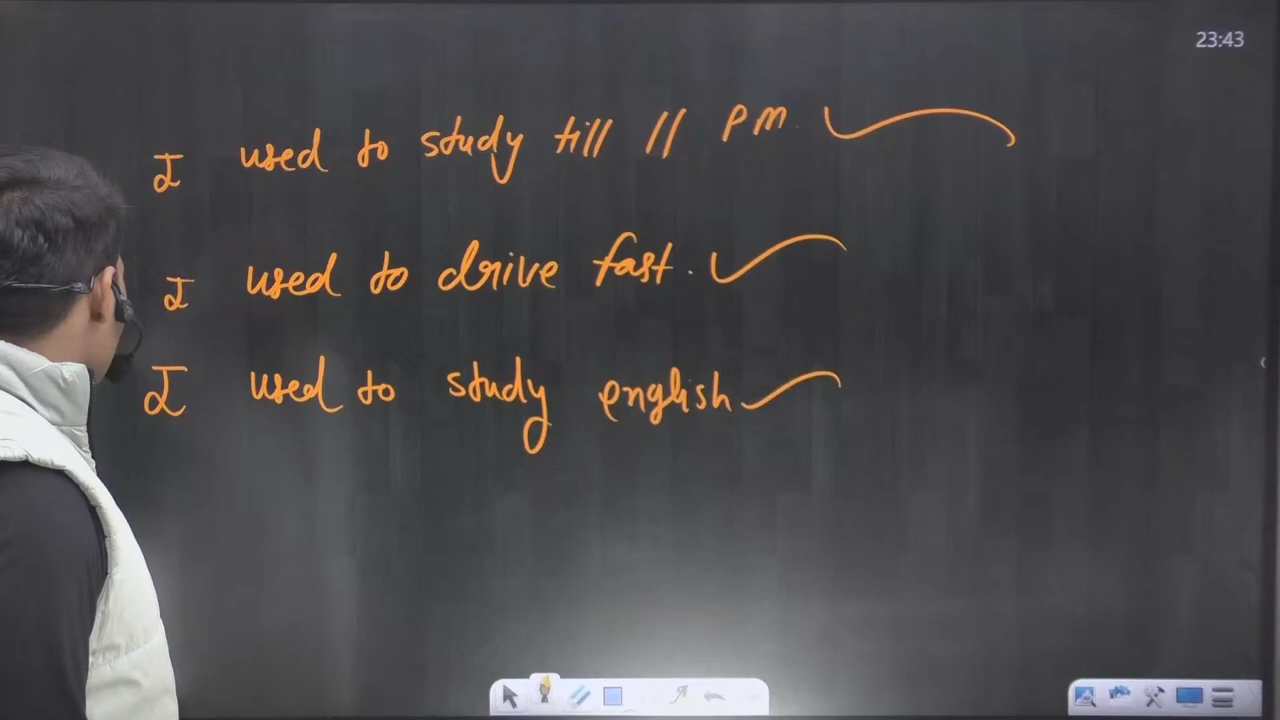 23:43
I used to study till 11 PM.
I used to drive fast.
I used to study english